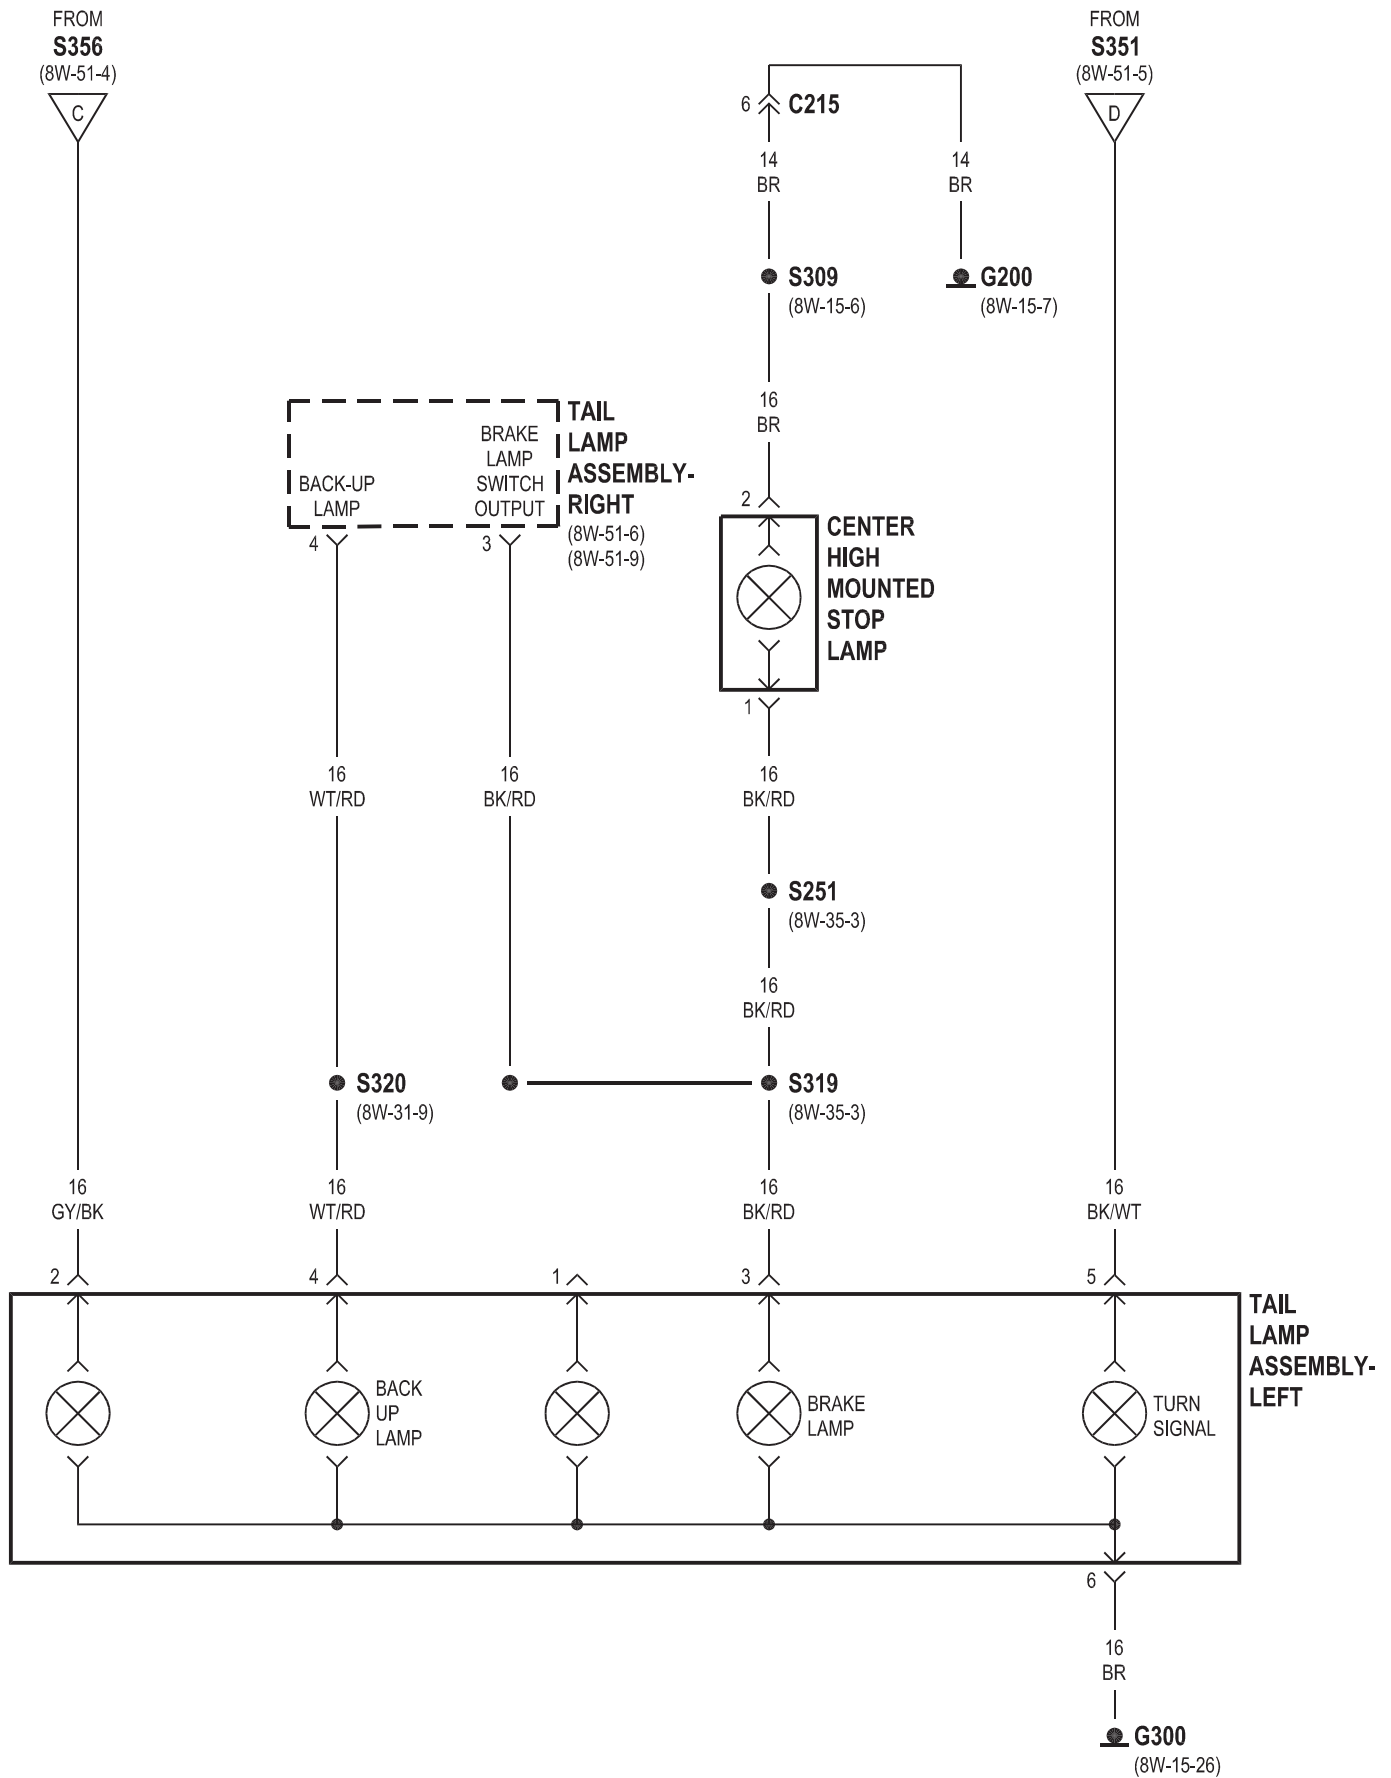 FROM
S356
(8W-51-4)
C
FROM
S351
(8W-51-5)
D
6
C215
14
BR
14
BR
S309
(8W-15-6)
G200
(8W-15-7)
16
BR
TAIL
LAMP
ASSEMBLY-
RIGHT
(8W-51-6)
(8W-51-9)
BACK-UP
LAMP
BRAKE
LAMP
SWITCH
OUTPUT
4
3
2
CENTER
HIGH
MOUNTED
STOP
LAMP
1
16
WT/RD
16
BK/RD
16
BK/RD
S251
(8W-35-3)
16
BK/RD
S320
(8W-31-9)
S319
(8W-35-3)
16
GY/BK
16
WT/RD
16
BK/RD
16
BK/WT
2
4
1
3
5
TAIL
LAMP
ASSEMBLY-
LEFT
BACK
UP
LAMP
BRAKE
LAMP
TURN
SIGNAL
6
16
BR
G300
(8W-15-26)